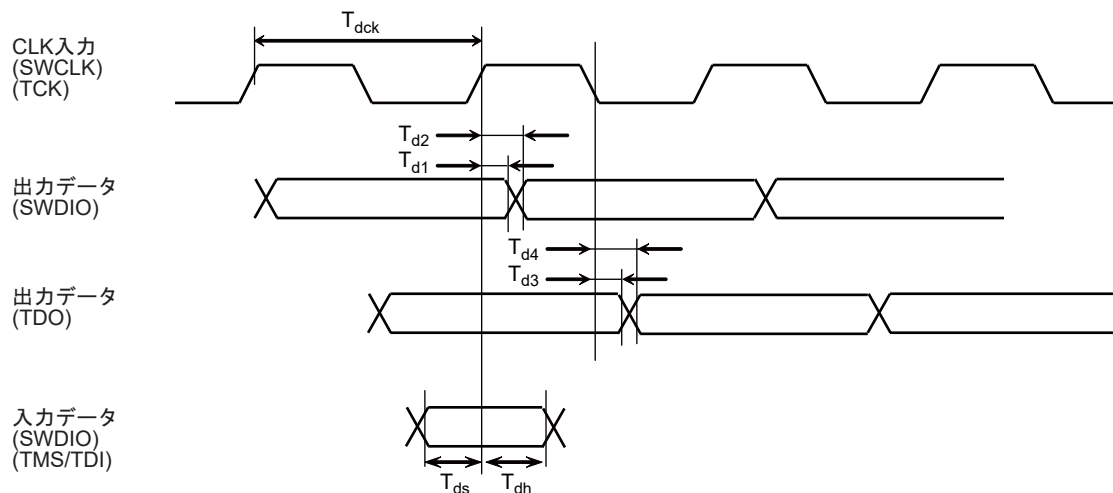 Tdck
CLK入力
(SWCLK)
(TCK)
Td2
Td1
出力データ
(SWDIO)
Td4
Td3
出力データ
(TDO)
入力データ
(SWDIO)
(TMS/TDI)
Tds
Tdh